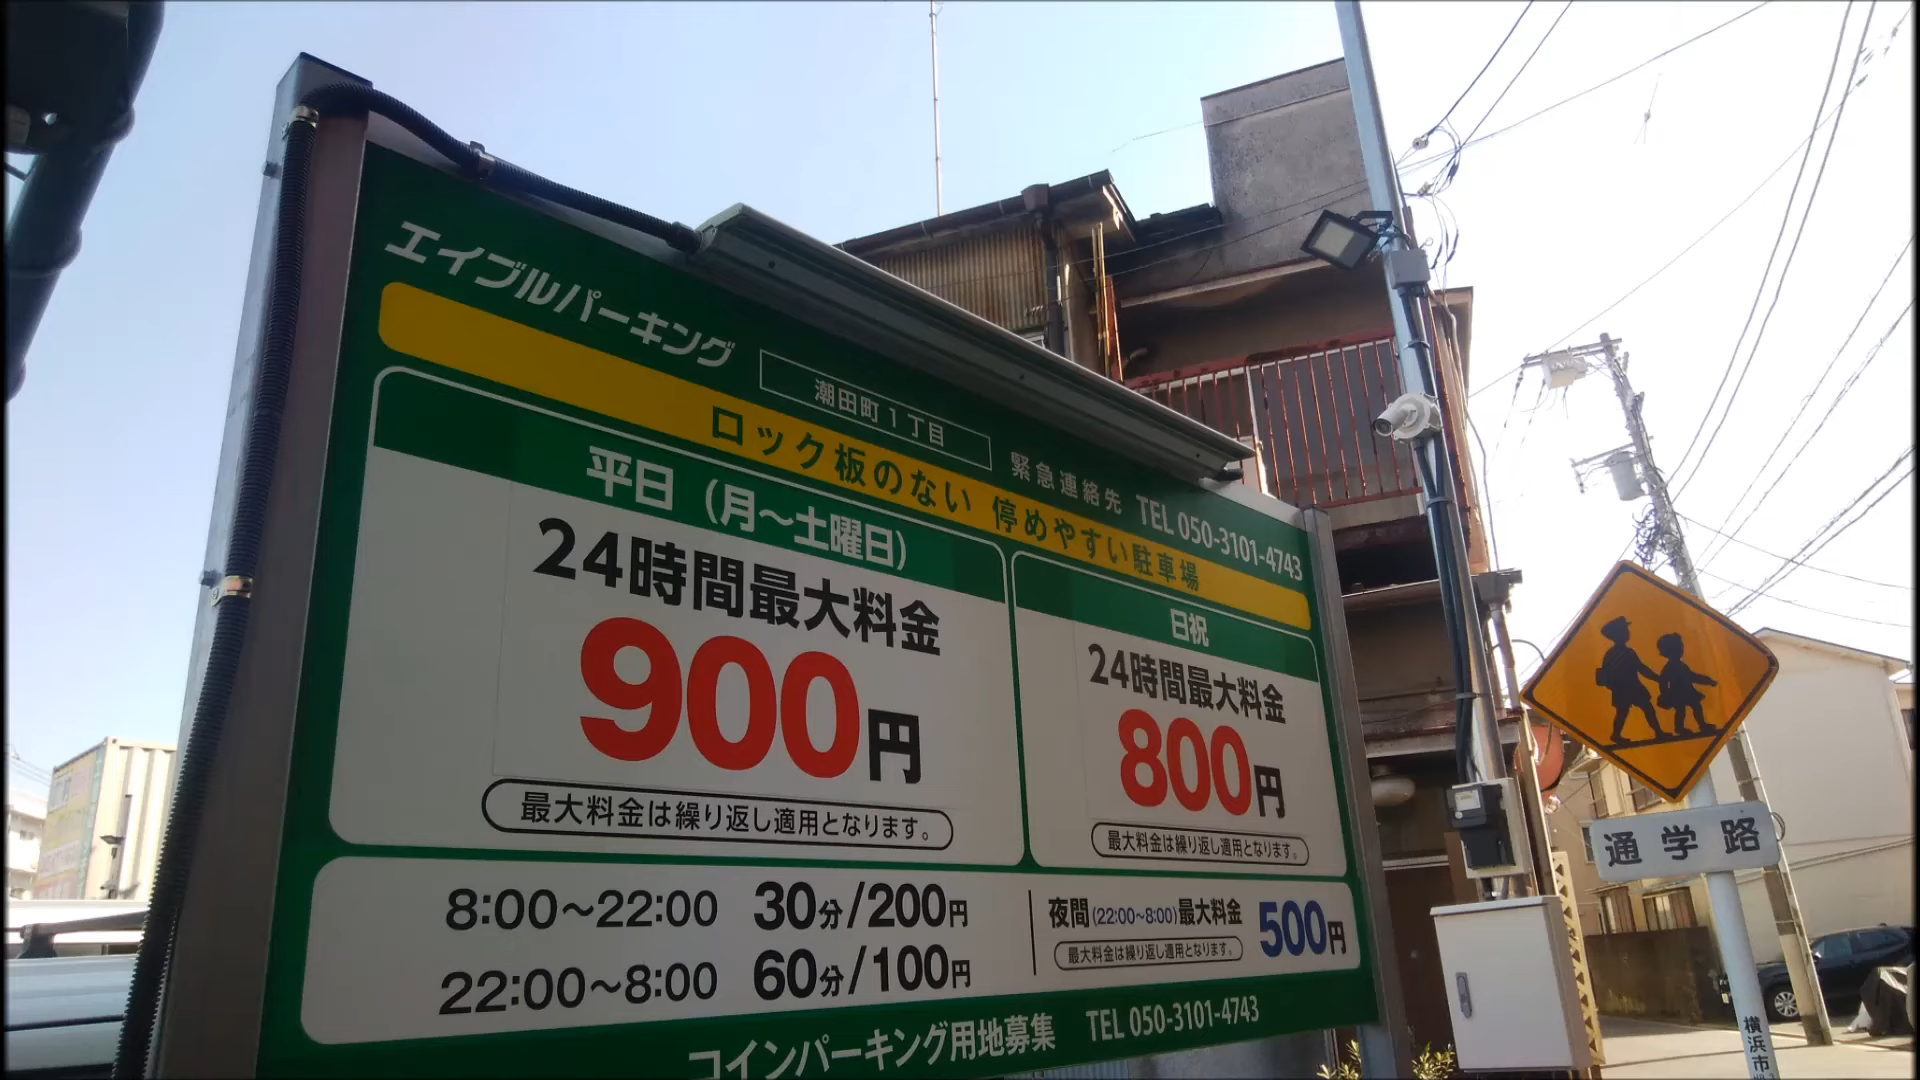 エイブルパーキング
潮田町1丁目
緊急連絡先 TEL 050-3101-4743
ロック板のない 停めやすい駐車場
平日(月~土曜日)
24時間最大料金
900円
最大料金は繰り返し適用となります。
日祝
24時間最大料金
800円
最大料金は繰り返し適用となります。
8:00~22:00 30分/200円
22:00~8:00 60分/100円
夜間(22:00~8:00)最大料金 500円
最大料金は繰り返し適用となります。
コインパーキング用地募集 TEL 050-3101-4743
通学路
横浜市